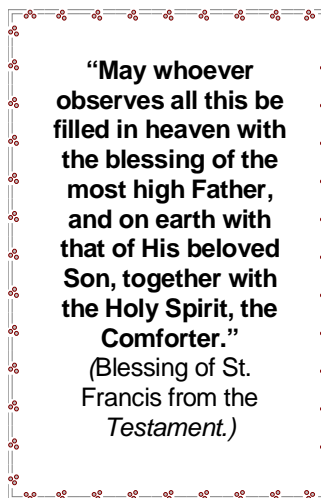 “May whoever
observes all this be
filled in heaven with
the blessing of the
most high Father,
and on earth with
that of His beloved
Son, together with
the Holy Spirit, the
Comforter.”
(Blessing of St.
Francis from the
Testament.)